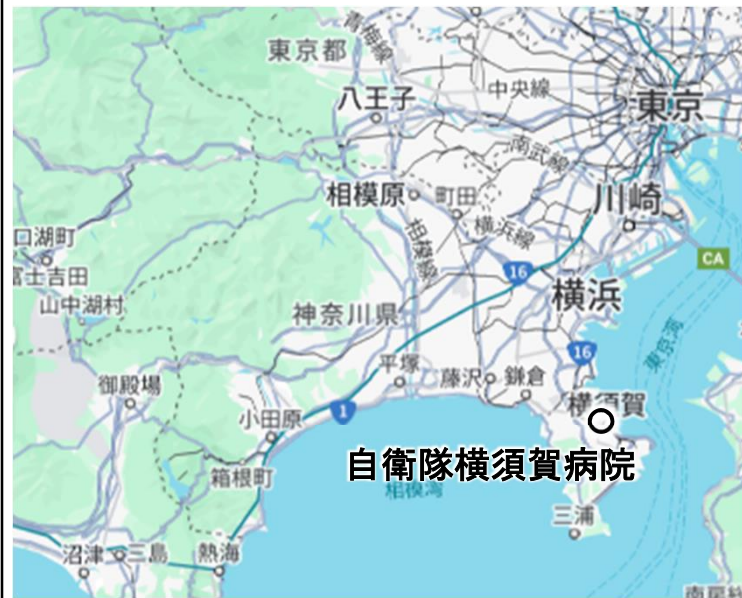 東京都
青梅線
八王子
中央線
東京
南武線
相模原
町田
川崎
横浜線
相模線
口湖町
富士吉田
CA
16
横浜
山中湖村
神奈川県
東京湾
16
平塚
藤沢
鎌倉
御殿場
横須賀
1
小田原
自衛隊横須賀病院
箱根町
相模湾
三浦
沼津
三島
熱海
南房総